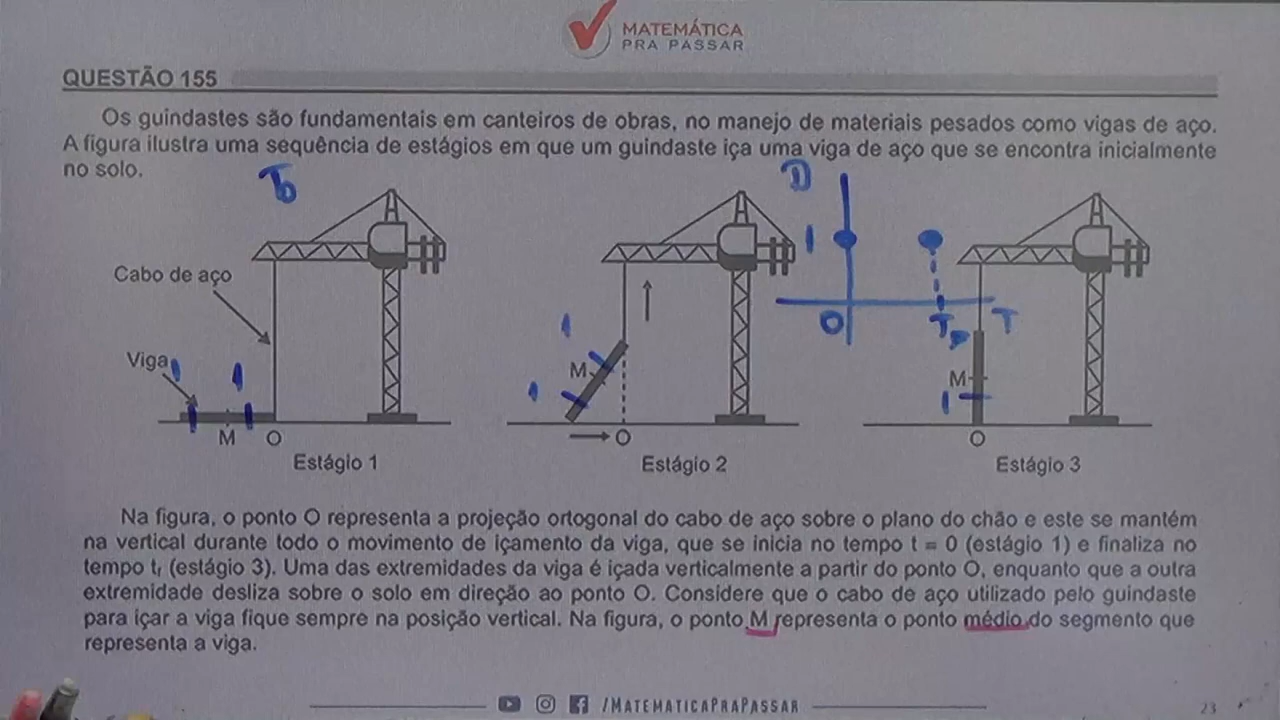 MATEMÁTICA
PRA PASSAR
QUESTÃO 155
Os guindastes são fundamentais em canteiros de obras, no manejo de materiais pesados como vigas de aço.
A figura ilustra uma sequência de estágios em que um guindaste iça uma viga de aço que se encontra inicialmente
no solo.
T0
D
1
0
T
Cabo de aço
Viga
M
O
Estágio 1
M
O
Estágio 2
M
O
Estágio 3
Na figura, o ponto O representa a projeção ortogonal do cabo de aço sobre o plano do chão e este se mantém
na vertical durante todo o movimento de içamento da viga, que se inicia no tempo t = 0 (estágio 1) e finaliza no
tempo tf (estágio 3). Uma das extremidades da viga é içada verticalmente a partir do ponto O, enquanto que a outra
extremidade desliza sobre o solo em direção ao ponto O. Considere que o cabo de aço utilizado pelo guindaste
para içar a viga fique sempre na posição vertical. Na figura, o ponto M representa o ponto médio do segmento que
representa a viga.
/MATEMATICAPRAPASSAR
23